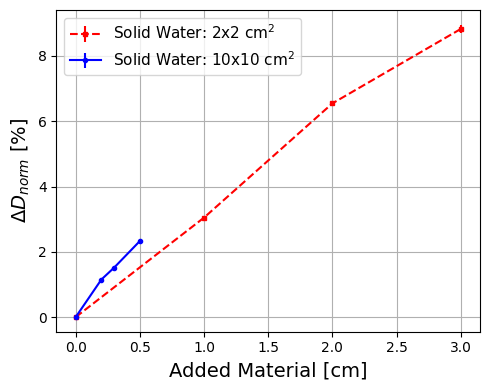 Solid Water: 2x2 cm²
Solid Water: 10x10 cm²
ΔD_norm [%]
8
6
4
2
0
0.0 0.5 1.0 1.5 2.0 2.5 3.0
Added Material [cm]